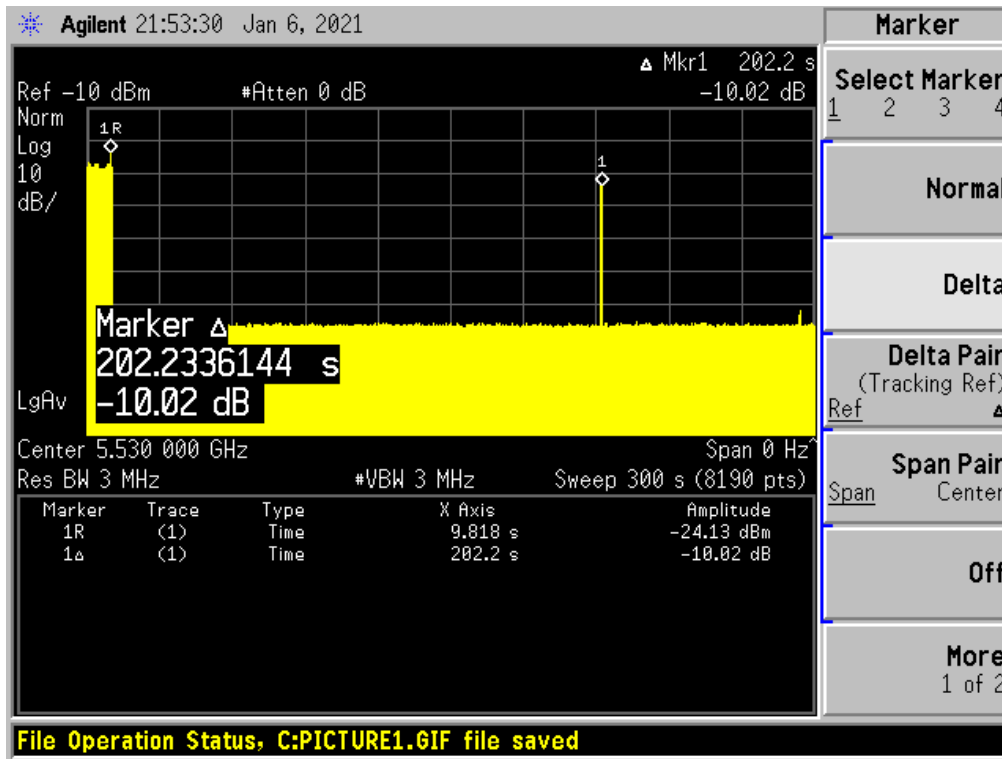 Agilent 21:53:30 Jan 6, 2021
Δ Mkr1 202.2 s
Ref -10 dBm #Atten 0 dB -10.02 dB
Norm
Log
10
dB/
1R
1
Marker Δ
202.2336144 s
-10.02 dB
LgAv
Center 5.530 000 GHz Span 0 Hz^
Res BW 3 MHz #VBW 3 MHz Sweep 300 s (8190 pts)
Marker Trace Type X Axis Amplitude
1R (1) Time 9.818 s -24.13 dBm
1Δ (1) Time 202.2 s -10.02 dB
File Operation Status, C:PICTURE1.GIF file saved
Marker
Select Marker
1 2 3 4
Normal
Delta
Delta Pair
(Tracking Ref)
Ref Δ
Span Pair
Span Center
Off
More
1 of 2